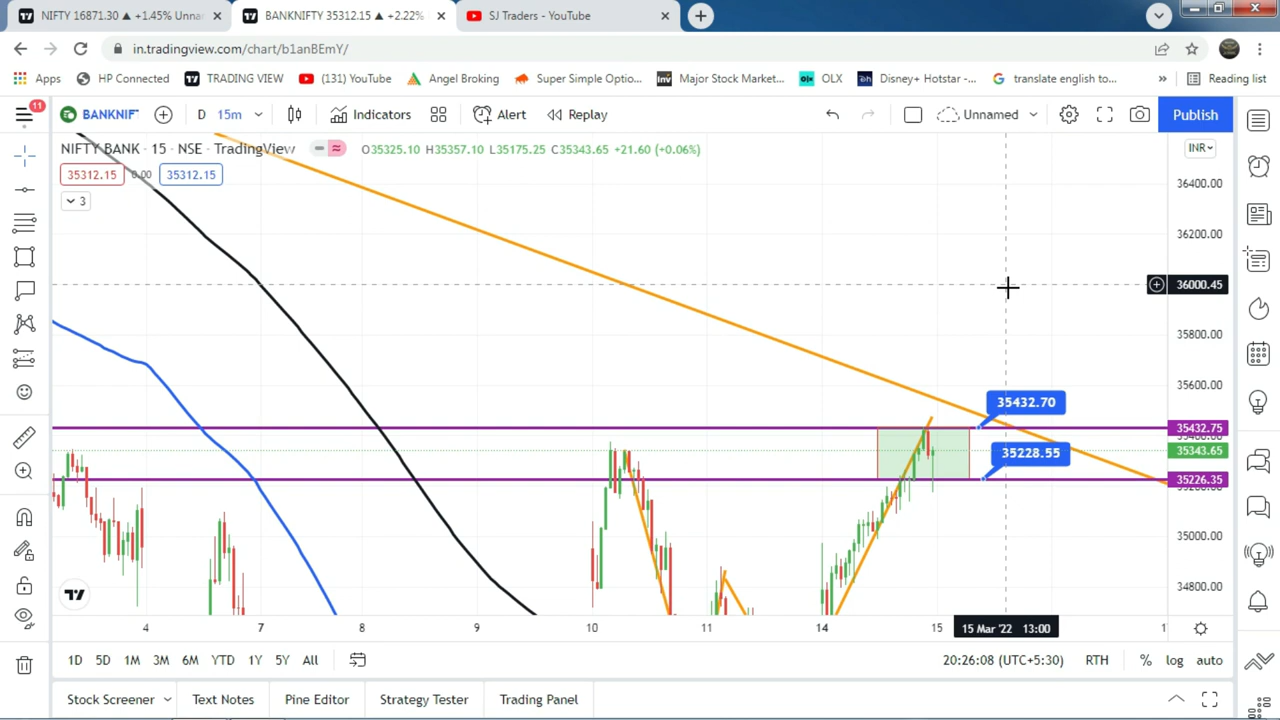 NIFTY 16871.30 ▲ +1.45% Unna
BANKNIFTY 35312.15 ▲ +2.22%
SJ Traders - YouTube
in.tradingview.com/chart/b1anBEmY/
Apps
HP Connected
TRADING VIEW
(131) YouTube
Angel Broking
Super Simple Optio...
Inv Major Stock Market...
olx OLX
Disney+ Hotstar -...
translate english to...
»
Reading list
11
BANKNIF
D
15m
Indicators
Alert
Replay
Unnamed
Publish
NIFTY BANK · 15 · NSE · TradingView
O35325.10 H35357.10 L35175.25 C35343.65 +21.60 (+0.06%)
INR
35312.15
0.00
35312.15
3
36400.00
36200.00
36000.45
35800.00
35600.00
35432.70
35432.75
35343.65
35228.55
35226.35
35000.00
34800.00
4
7
8
9
10
11
14
15
15 Mar '22 13:00
1D
5D
1M
3M
6M
YTD
1Y
5Y
All
20:26:08 (UTC+5:30)
RTH
%
log
auto
Stock Screener
Text Notes
Pine Editor
Strategy Tester
Trading Panel